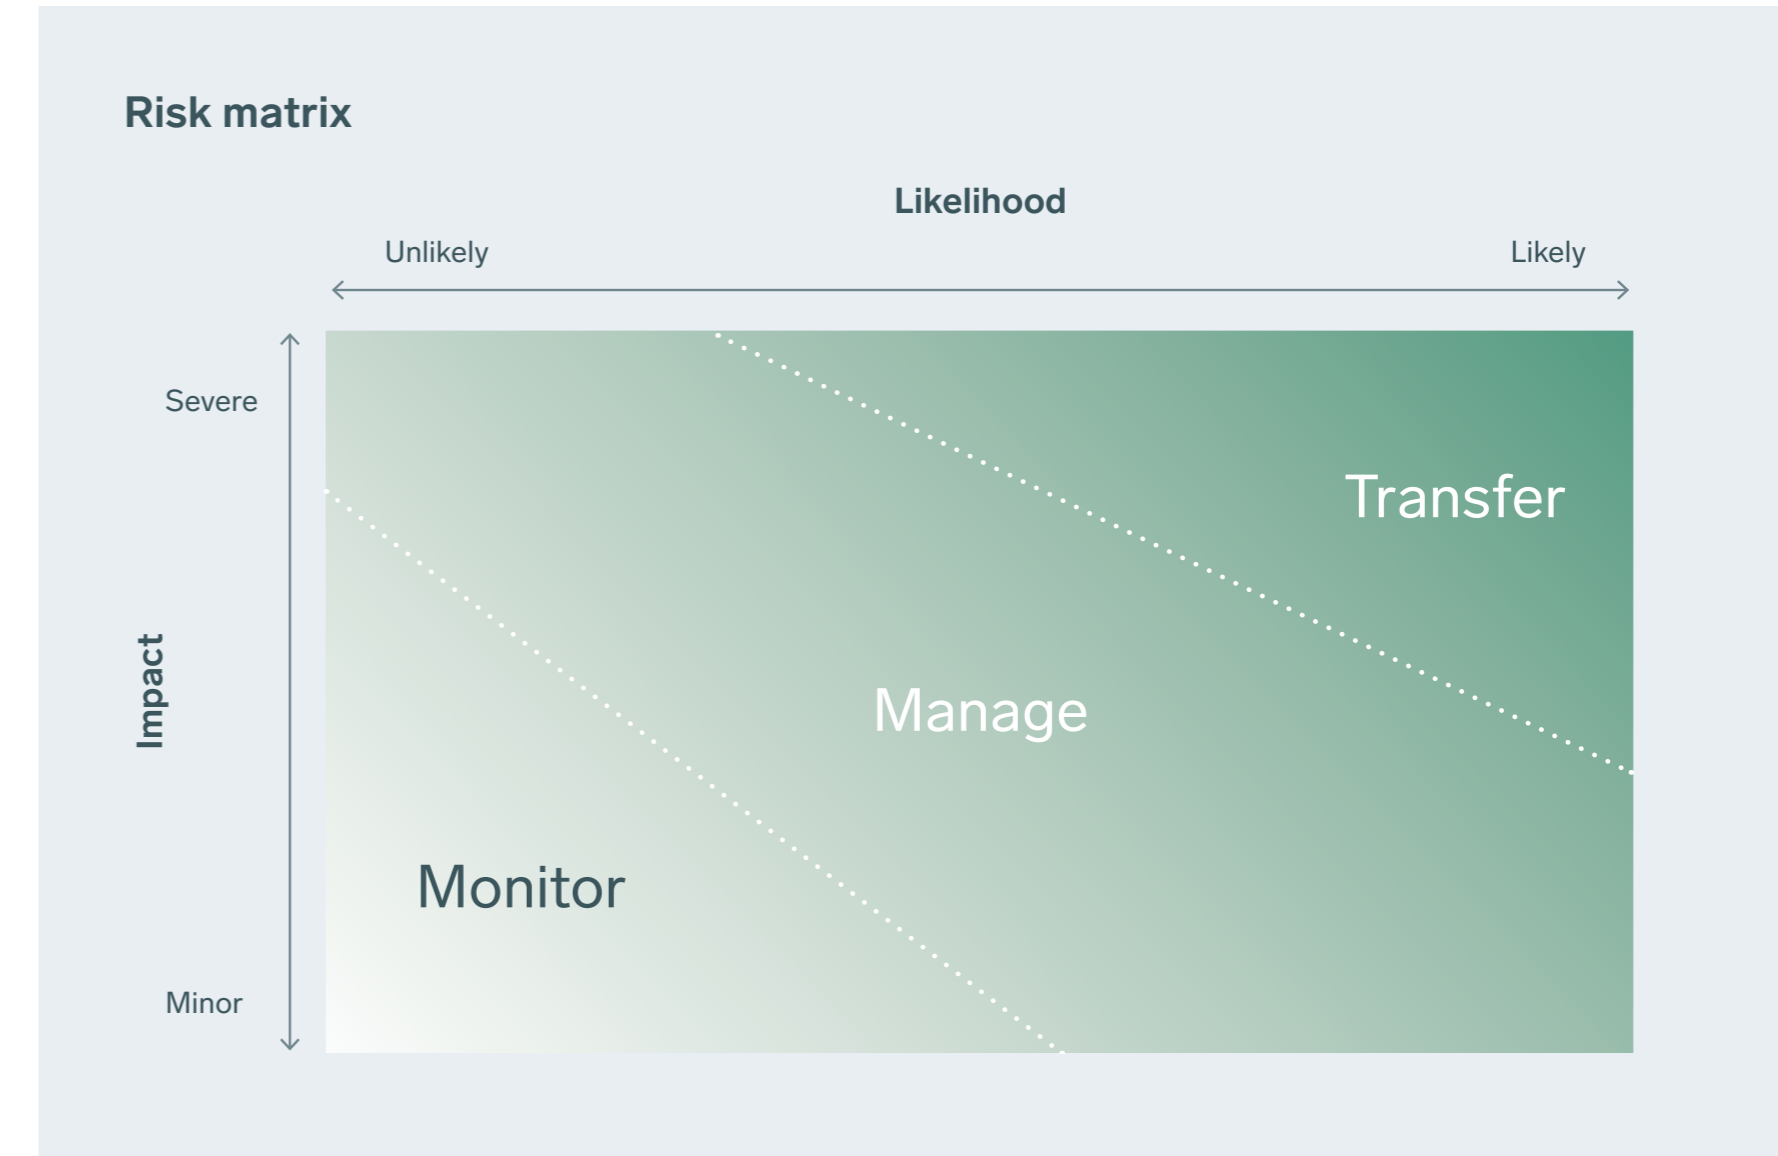 Risk matrix
Likelihood
Unlikely
Likely
Severe
Transfer
Impact
Manage
Monitor
Minor